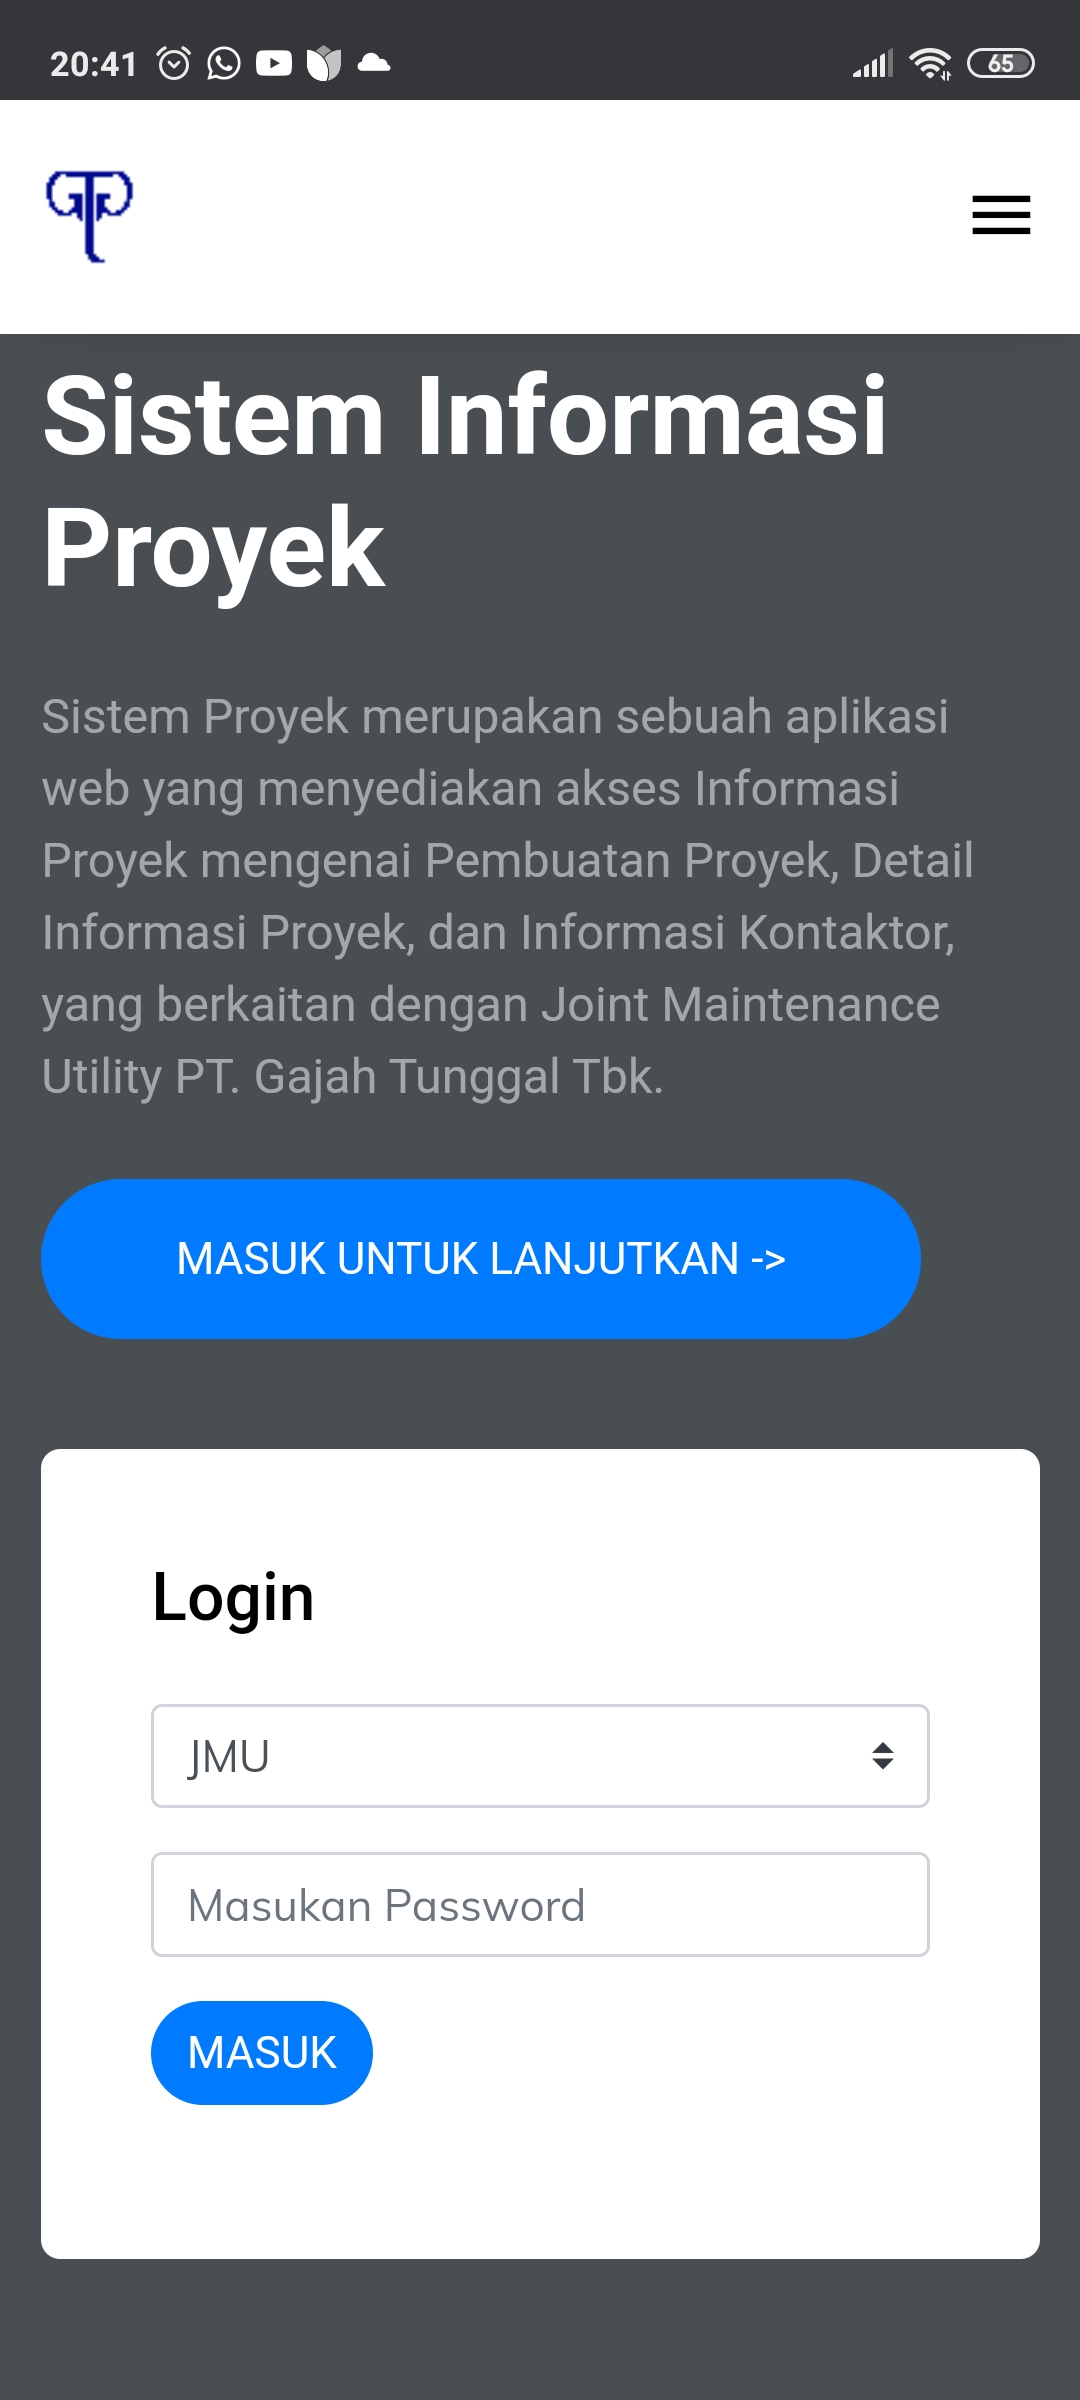 20:41
65
Sistem Informasi
Proyek
Sistem Proyek merupakan sebuah aplikasi
web yang menyediakan akses Informasi
Proyek mengenai Pembuatan Proyek, Detail
Informasi Proyek, dan Informasi Kontaktor,
yang berkaitan dengan Joint Maintenance
Utility PT. Gajah Tunggal Tbk.
MASUK UNTUK LANJUTKAN ->
Login
JMU
Masukan Password
MASUK